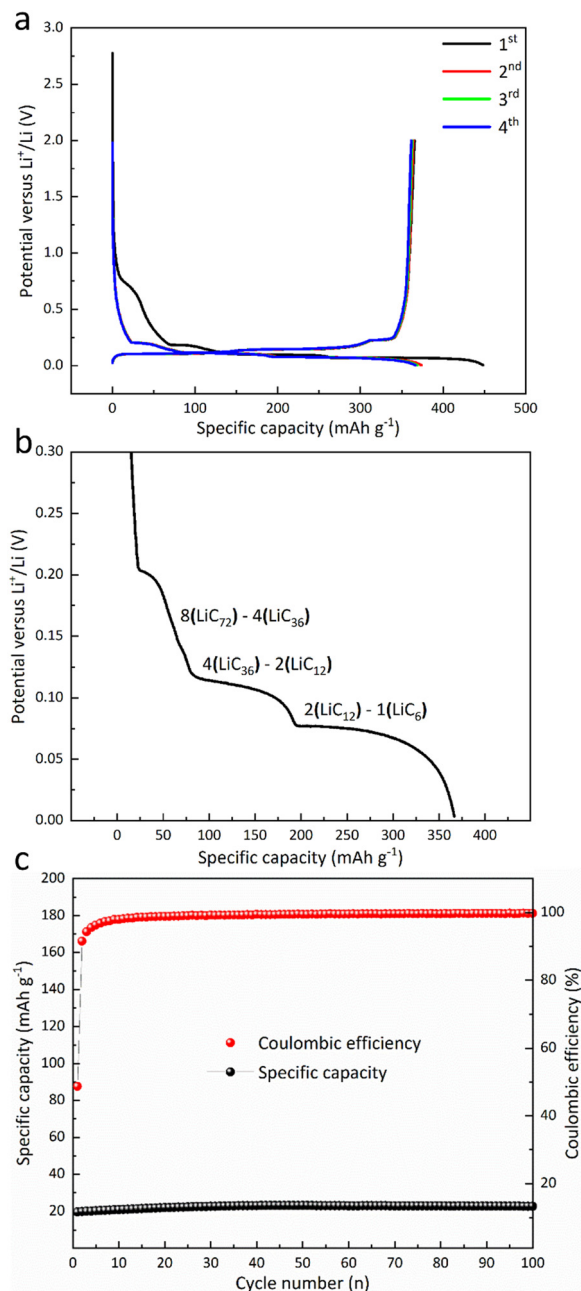 a
3.0
2.5
2.0
1.5
1.0
0.5
0.0
Potential versus Li⁺/Li (V)
1ˢᵗ
2ⁿᵈ
3ʳᵈ
4ᵗʰ
0 100 200 300 400 500
Specific capacity (mAh g⁻¹)
b
0.30
0.25
0.20
0.15
0.10
0.05
0.00
Potential versus Li⁺/Li (V)
8(LiC₇₂) - 4(LiC₃₆)
4(LiC₃₆) - 2(LiC₁₂)
2(LiC₁₂) - 1(LiC₆)
0 50 100 150 200 250 300 350 400
Specific capacity (mAh g⁻¹)
c
200
180
160
140
120
100
80
60
40
20
0
Specific capacity (mAh g⁻¹)
Coulombic efficiency
Specific capacity
100
80
60
40
20
Coulombic efficiency (%)
0 10 20 30 40 50 60 70 80 90 100
Cycle number (n)